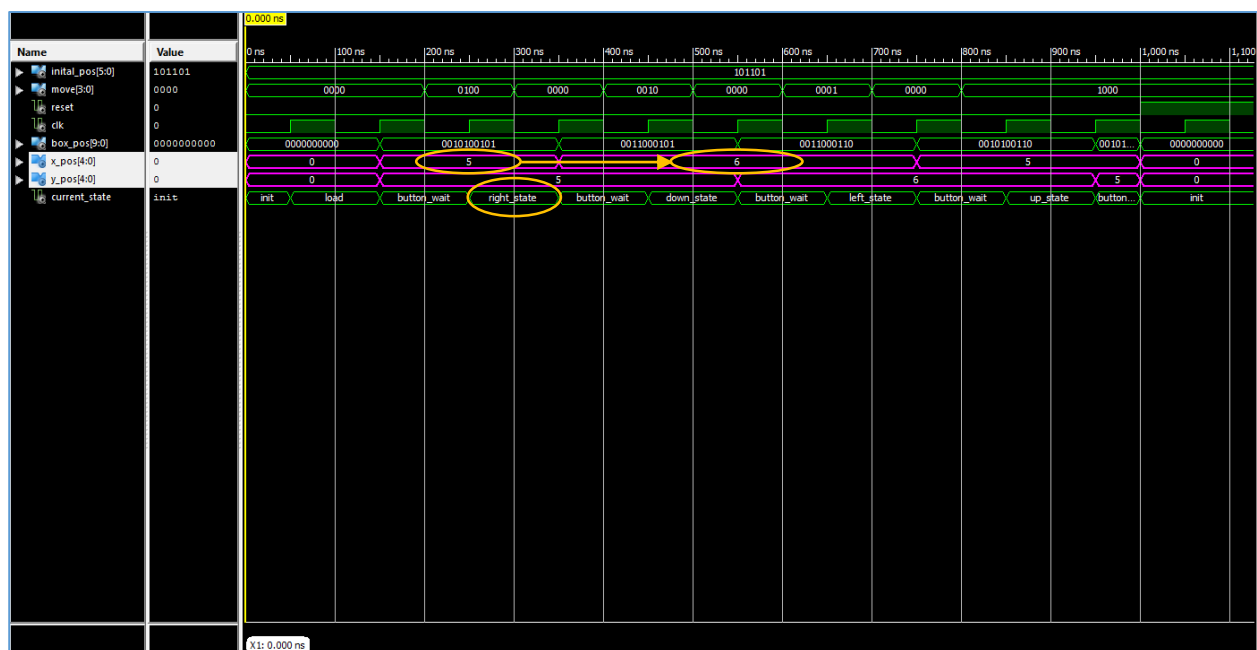 0.000 ns
Name Value 0 ns 100 ns 200 ns 300 ns 400 ns 500 ns 600 ns 700 ns 800 ns 900 ns 1,000 ns 1,100
inital_pos[5:0] 101101 101101
move[3:0] 0000 0000 0100 0000 0010 0000 0001 0000 1000
reset 0
clk 0
box_pos[9:0] 0000000000 0000000000 0010100101 0011000101 0011000110 0010100110 00101... 0000000000
x_pos[4:0] 0 0 5 6 5 0
y_pos[4:0] 0 0 5 6 5 0
current_state init init load button_wait right_state button_wait down_state button_wait left_state button_wait up_state button... init
X1: 0.000 ns